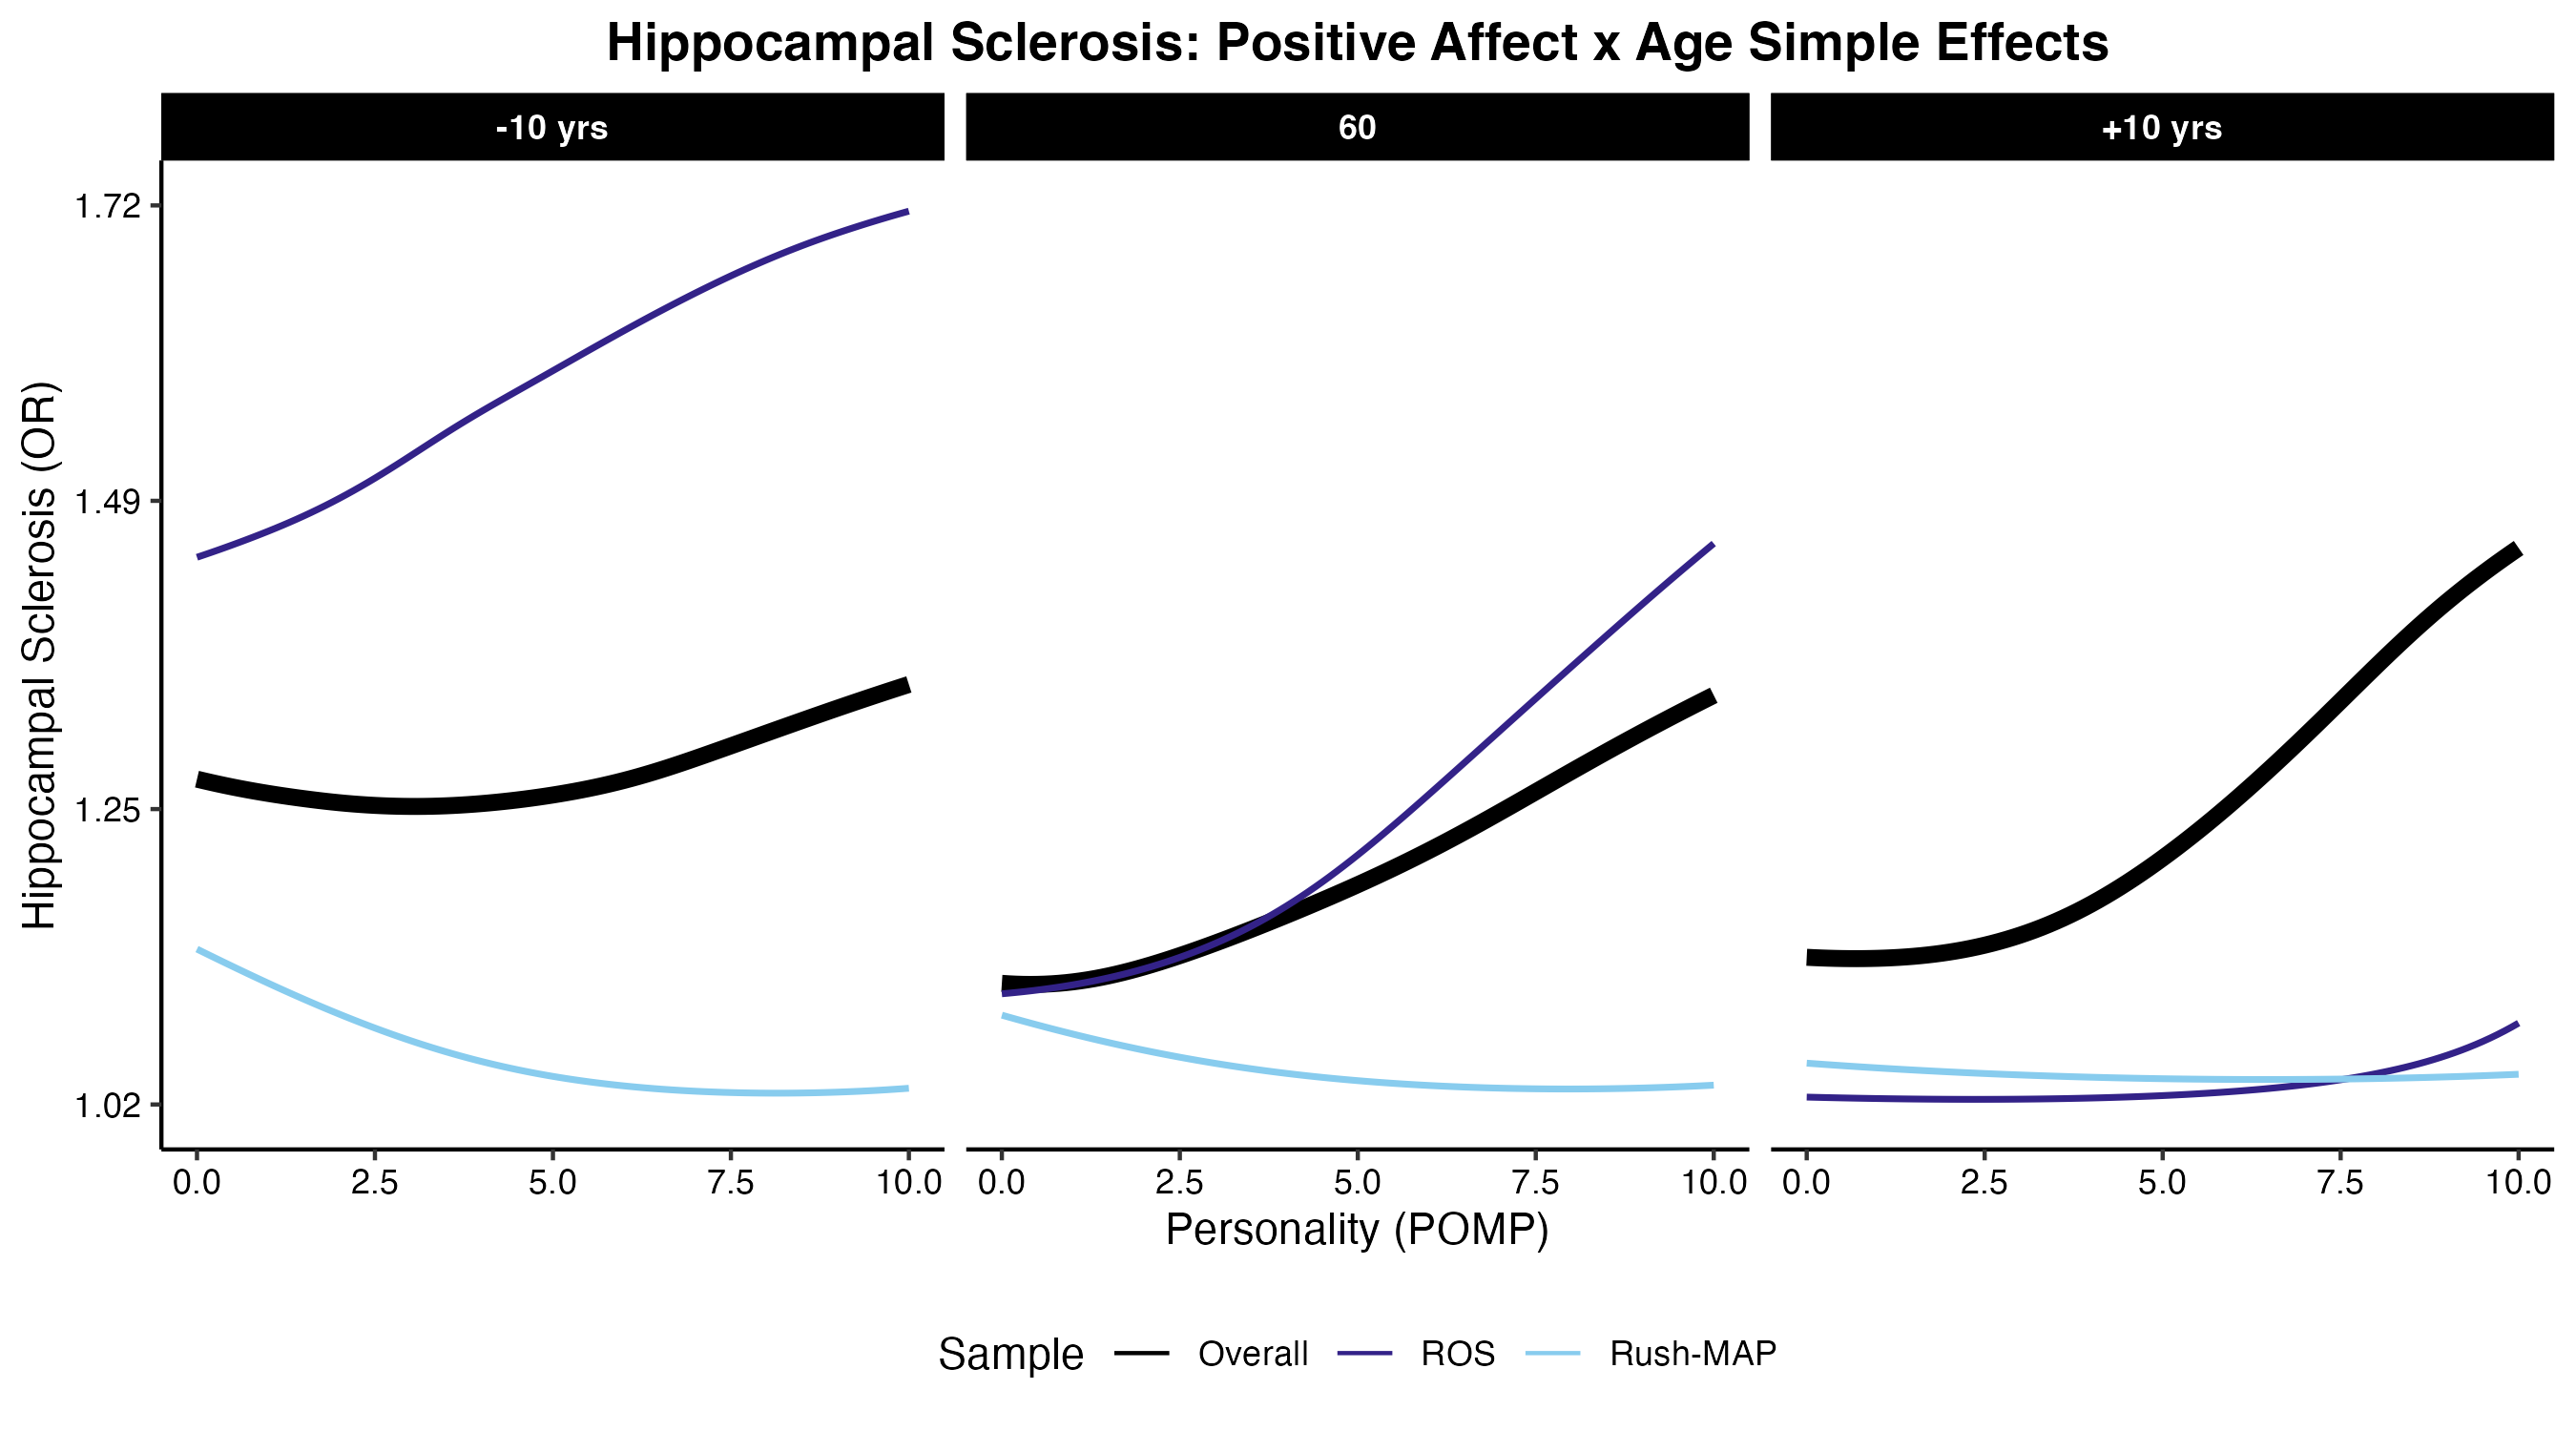 Hippocampal Sclerosis: Positive Affect x Age Simple Effects
-10 yrs
60
+10 yrs
Hippocampal Sclerosis (OR)
1.72
1.49
1.25
1.02
0.0 2.5 5.0 7.5 10.0
0.0 2.5 5.0 7.5 10.0
0.0 2.5 5.0 7.5 10.0
Personality (POMP)
Sample Overall ROS Rush-MAP